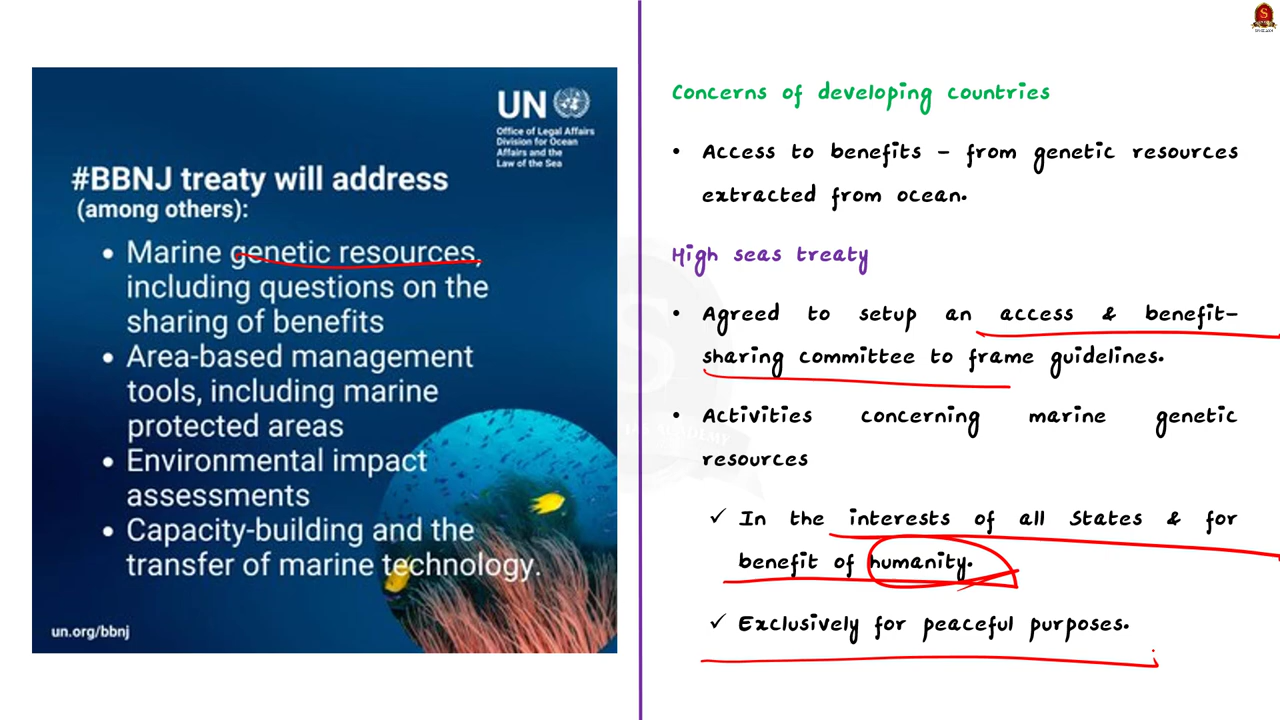 UN
Office of Legal Affairs
Division for Ocean
Affairs and the
Law of the Sea
#BBNJ treaty will address
(among others):
• Marine genetic resources,
including questions on the
sharing of benefits
• Area-based management
tools, including marine
protected areas
• Environmental impact
assessments
• Capacity-building and the
transfer of marine technology.
un.org/bbnj
Concerns of developing countries
• Access to benefits – from genetic resources
extracted from ocean.
High seas treaty
• Agreed to setup an access & benefit-
sharing committee to frame guidelines.
• Activities concerning marine genetic
resources
✓ In the interests of all States & for
benefit of humanity.
✓ Exclusively for peaceful purposes.